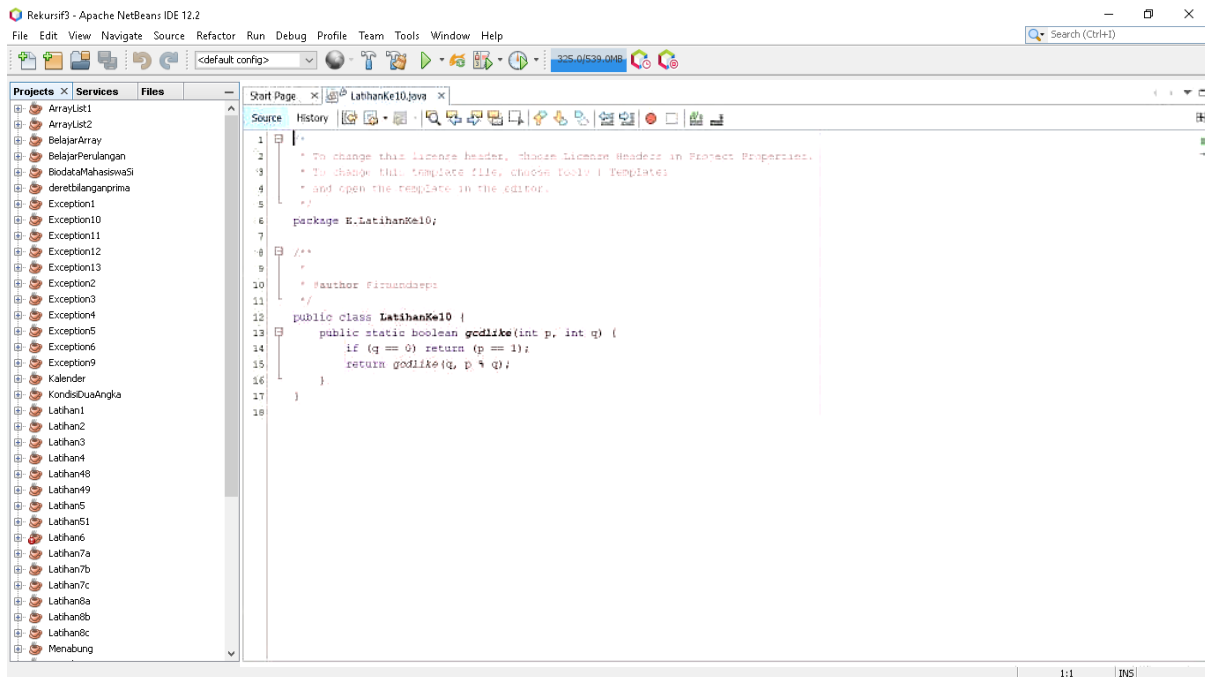 Rekursif3 - Apache NetBeans IDE 12.2
File Edit View Navigate Source Refactor Run Debug Profile Team Tools Window Help
Search (Ctrl+I)
<default config>
325.0/539.0MB
Projects Services Files
Start Page LatihanKe10.java
Source History
ArrayList1
ArrayList2
BelajarArray
BelajarPerulangan
BiodataMahasiswaSi
deretbilanganprima
Exception1
Exception10
Exception11
Exception12
Exception13
Exception2
Exception3
Exception4
Exception5
Exception6
Exception9
Kalender
KondisiDuaAngka
Latihan1
Latihan2
Latihan3
Latihan4
Latihan48
Latihan49
Latihan5
Latihan51
Latihan6
Latihan7a
Latihan7b
Latihan7c
Latihan8a
Latihan8b
Latihan8c
Menabung
1 /*
2 * To change this license header, choose License Headers in Project Properties.
3 * To change this template file, choose Tools | Templates
4 * and open the template in the editor.
5 */
6 package E.LatihanKe10;
7
8 /**
9 *
10 * @author
11 */
12 public class LatihanKe10 {
13 public static boolean gcdlike(int p, int q) {
14 if (q == 0) return (p == 1);
15 return gcdlike(q, p % q);
16 }
17 }
18
1:1 INS